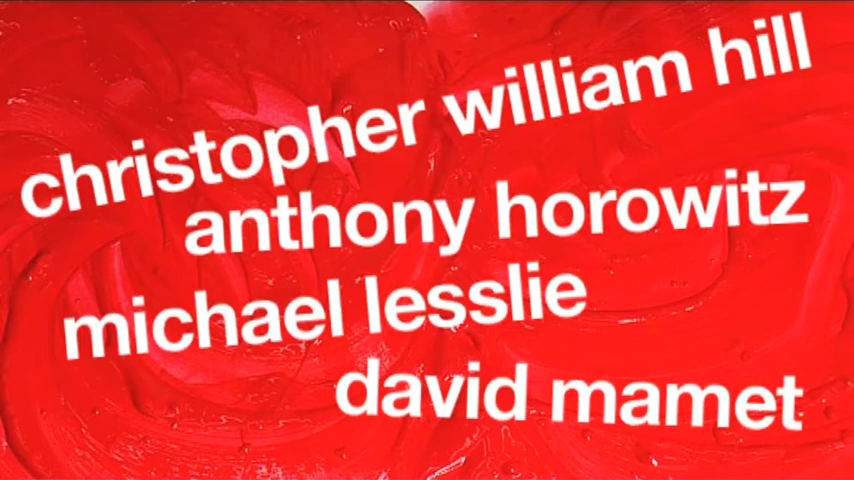 christopher william hill
anthony horowitz
michael lesslie
david mamet